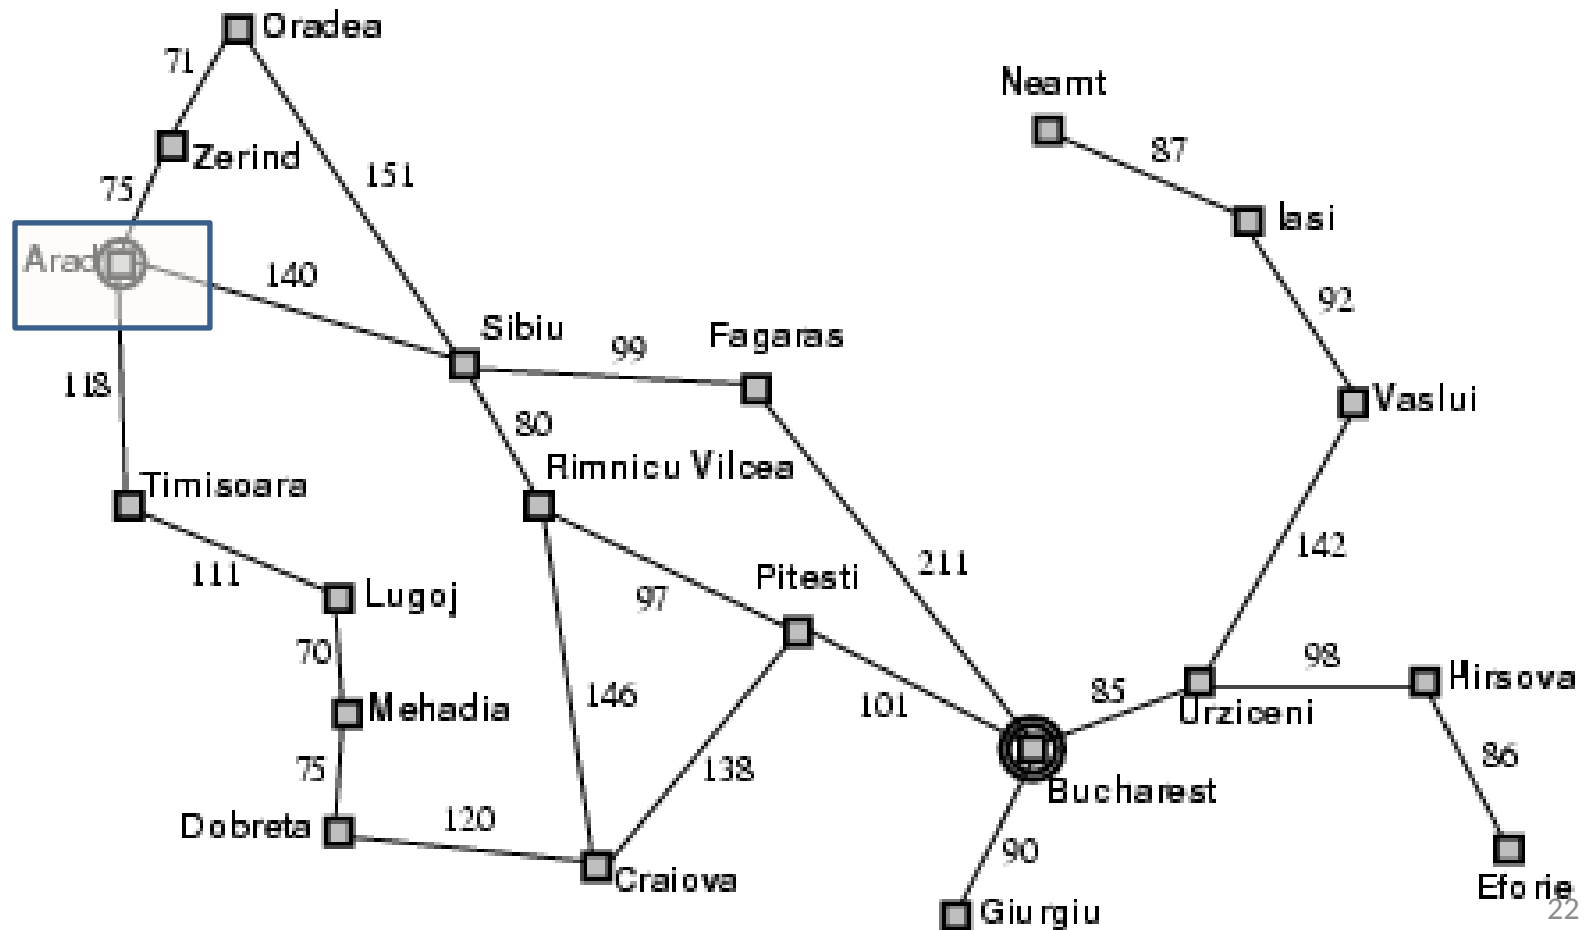 Oradea
71
Neamt
87
Zerind
151
75
Iasi
Arad
140
92
Sibiu
Fagaras
99
118
Vaslui
80
Rimnicu Vilcea
Timisoara
142
211
111
Pitesti
Lugoj
97
70
98
Hirsova
146
85
Mehadia
101
Urziceni
75
138
86
Bucharest
Dobreta
120
90
Craiova
Eforie
Giurgiu
22